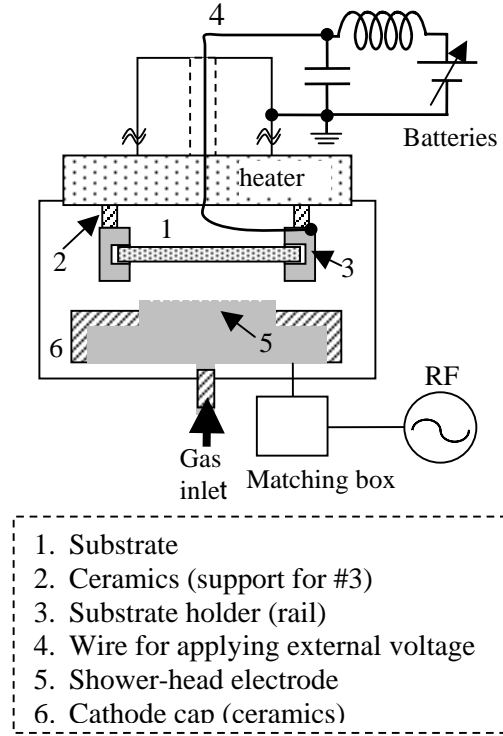 4
Batteries
heater
1
2
3
5
6
RF
Gas
inlet
Matching box
1. Substrate
2. Ceramics (support for #3)
3. Substrate holder (rail)
4. Wire for applying external voltage
5. Shower-head electrode
6. Cathode cap (ceramics)